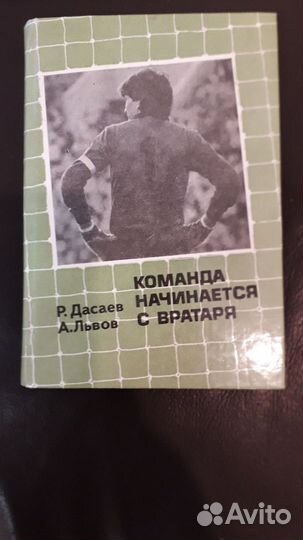 КОМАНДА
НАЧИНАЕТСЯ
С ВРАТАРЯ
Р. Дасаев
А. Львов
Avito